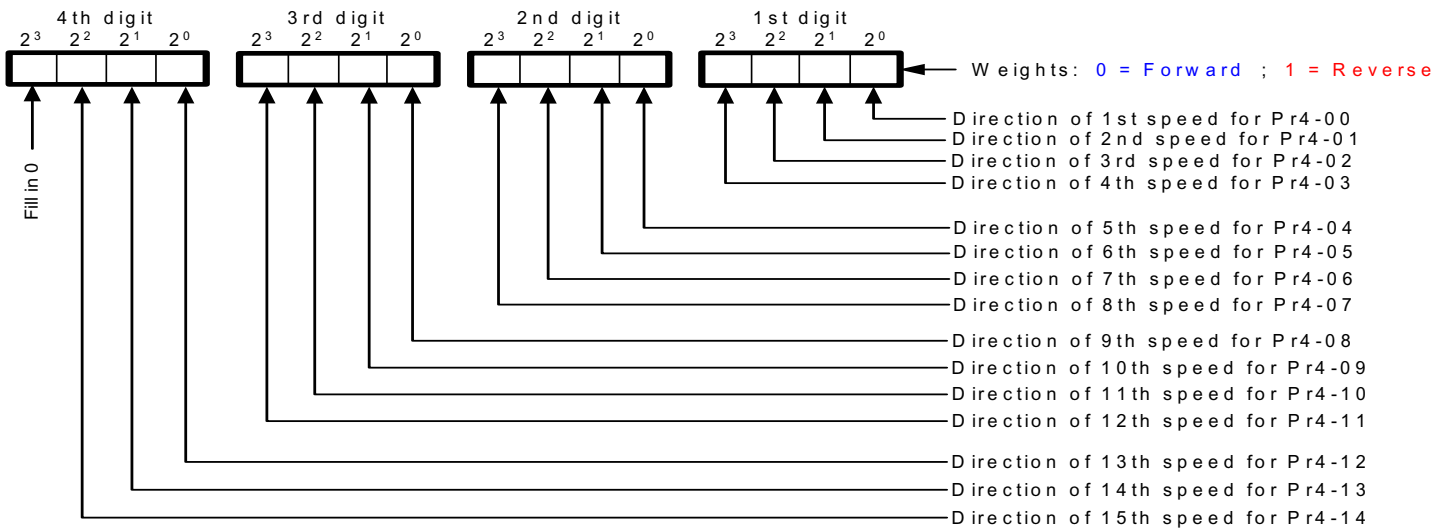 4th digit 3rd digit 2nd digit 1st digit
2³ 2² 2¹ 2⁰ 2³ 2² 2¹ 2⁰ 2³ 2² 2¹ 2⁰ 2³ 2² 2¹ 2⁰
Weights: 0 = Forward ; 1 = Reverse
Fill in 0
Direction of 1st speed for Pr4-00
Direction of 2nd speed for Pr4-01
Direction of 3rd speed for Pr4-02
Direction of 4th speed for Pr4-03
Direction of 5th speed for Pr4-04
Direction of 6th speed for Pr4-05
Direction of 7th speed for Pr4-06
Direction of 8th speed for Pr4-07
Direction of 9th speed for Pr4-08
Direction of 10th speed for Pr4-09
Direction of 11th speed for Pr4-10
Direction of 12th speed for Pr4-11
Direction of 13th speed for Pr4-12
Direction of 14th speed for Pr4-13
Direction of 15th speed for Pr4-14